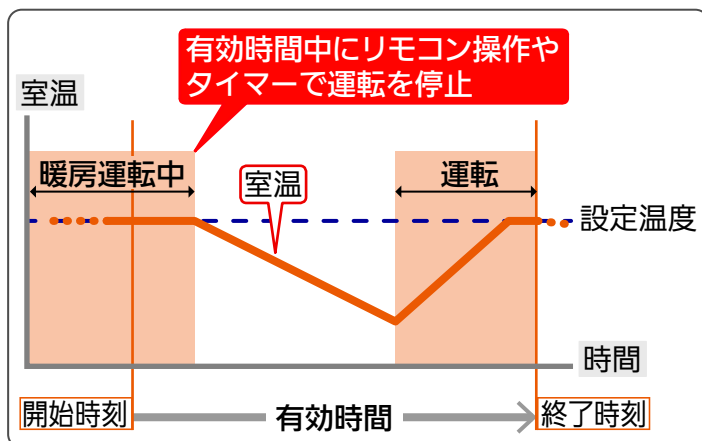 有効時間中にリモコン操作や
タイマーで運転を停止
室温
暖房運転中
室温
運転
設定温度
時間
開始時刻
有効時間
終了時刻